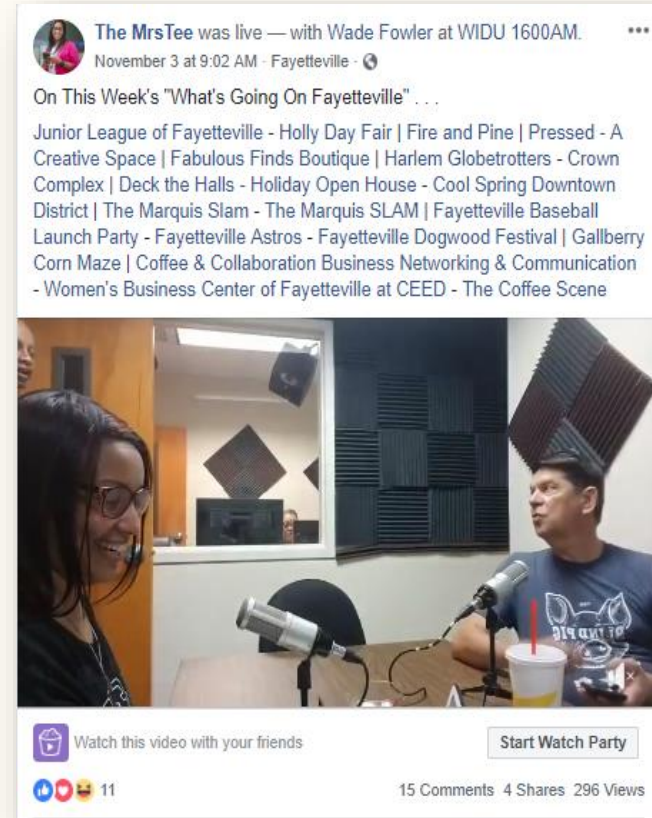 The MrsTee was live — with Wade Fowler at WIDU 1600AM.
November 3 at 9:02 AM · Fayetteville ·
On This Week's "What's Going On Fayetteville" . . .
Junior League of Fayetteville - Holly Day Fair | Fire and Pine | Pressed - A
Creative Space | Fabulous Finds Boutique | Harlem Globetrotters - Crown
Complex | Deck the Halls - Holiday Open House - Cool Spring Downtown
District | The Marquis Slam - The Marquis SLAM | Fayetteville Baseball
Launch Party - Fayetteville Astros - Fayetteville Dogwood Festival | Gallberry
Corn Maze | Coffee & Collaboration Business Networking & Communication
- Women's Business Center of Fayetteville at CEED - The Coffee Scene
Watch this video with your friends
Start Watch Party
11
15 Comments 4 Shares 296 Views